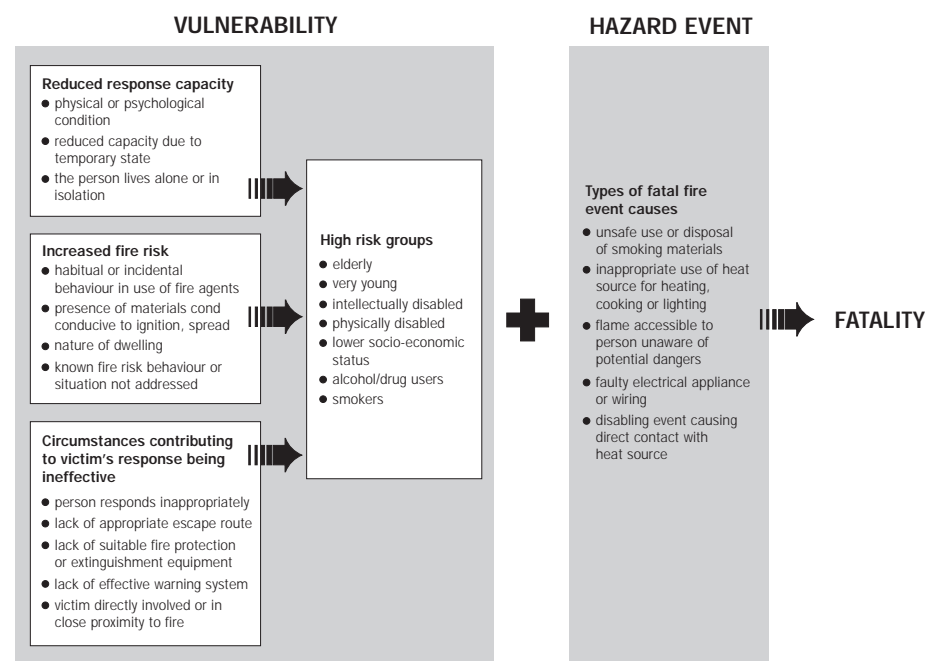 VULNERABILITY
Reduced response capacity
● physical or psychological
condition
● reduced capacity due to
temporary state
● the person lives alone or in
isolation
Increased fire risk
● habitual or incidental
behaviour in use of fire agents
● presence of materials cond
conducive to ignition, spread
● nature of dwelling
● known fire risk behaviour or
situation not addressed
Circumstances contributing
to victim's response being
ineffective
● person responds inappropriately
● lack of appropriate escape route
● lack of suitable fire protection
or extinguishment equipment
● lack of effective warning system
● victim directly involved or in
close proximity to fire
High risk groups
● elderly
● very young
● intellectually disabled
● physically disabled
● lower socio-economic
status
● alcohol/drug users
● smokers
HAZARD EVENT
Types of fatal fire
event causes
● unsafe use or disposal
of smoking materials
● inappropriate use of heat
source for heating,
cooking or lighting
● flame accessible to
person unaware of
potential dangers
● faulty electrical appliance
or wiring
● disabling event causing
direct contact with
heat source
FATALITY